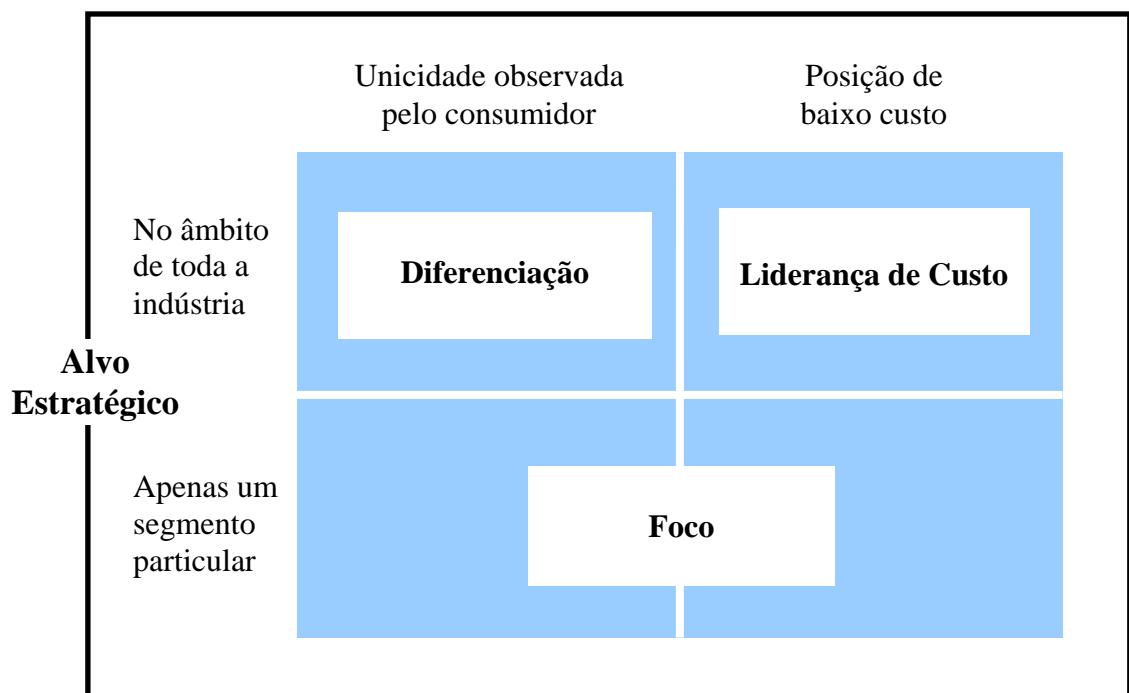 Unicidade observada
pelo consumidor
Posição de
baixo custo
No âmbito
de toda a
indústria
Diferenciação
Liderança de Custo
Alvo
Estratégico
Apenas um
segmento
particular
Foco